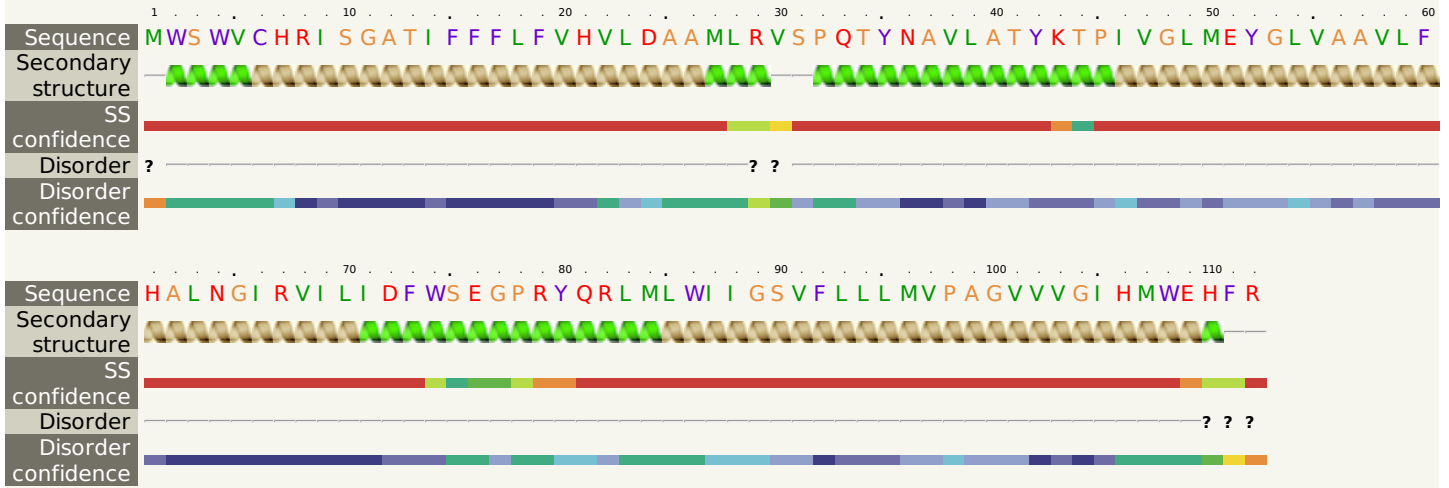 1 10 20 30 40 50 60
Sequence M W S W V C H R I S G A T I F F F L F V H V L D A A M L R V S P Q T Y N A V L A T Y K T P I V G L M E Y G L V A A V L F
Secondary
structure
SS
confidence
Disorder ? ? ?
Disorder
confidence
70 80 90 100 110
Sequence H A L N G I R V I L I D F W S E G P R Y Q R L M L W I I G S V F L L L M V P A G V V V G I H M W E H F R
Secondary
structure
SS
confidence
Disorder ? ? ?
Disorder
confidence